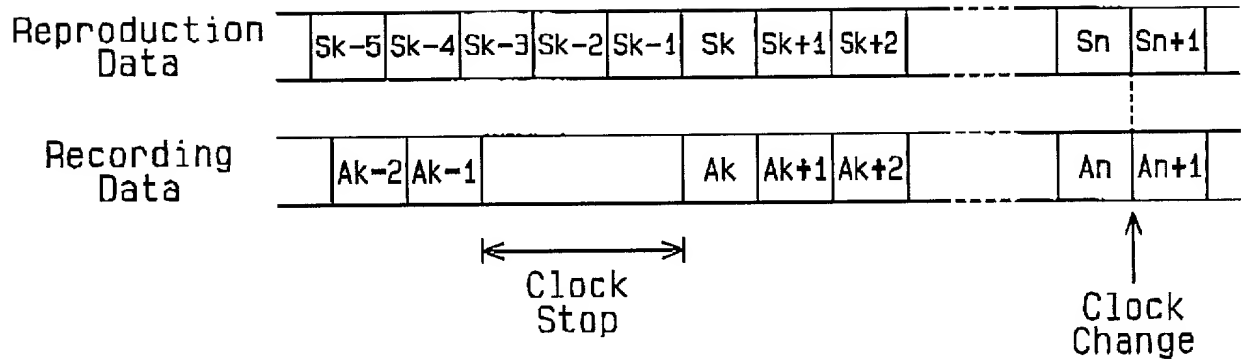 Reproduction Data
Sk-5 Sk-4 Sk-3 Sk-2 Sk-1 Sk Sk+1 Sk+2 Sn Sn+1
Recording Data
Ak-2 Ak-1 Ak Ak+1 Ak+2 An An+1
Clock Stop
Clock Change